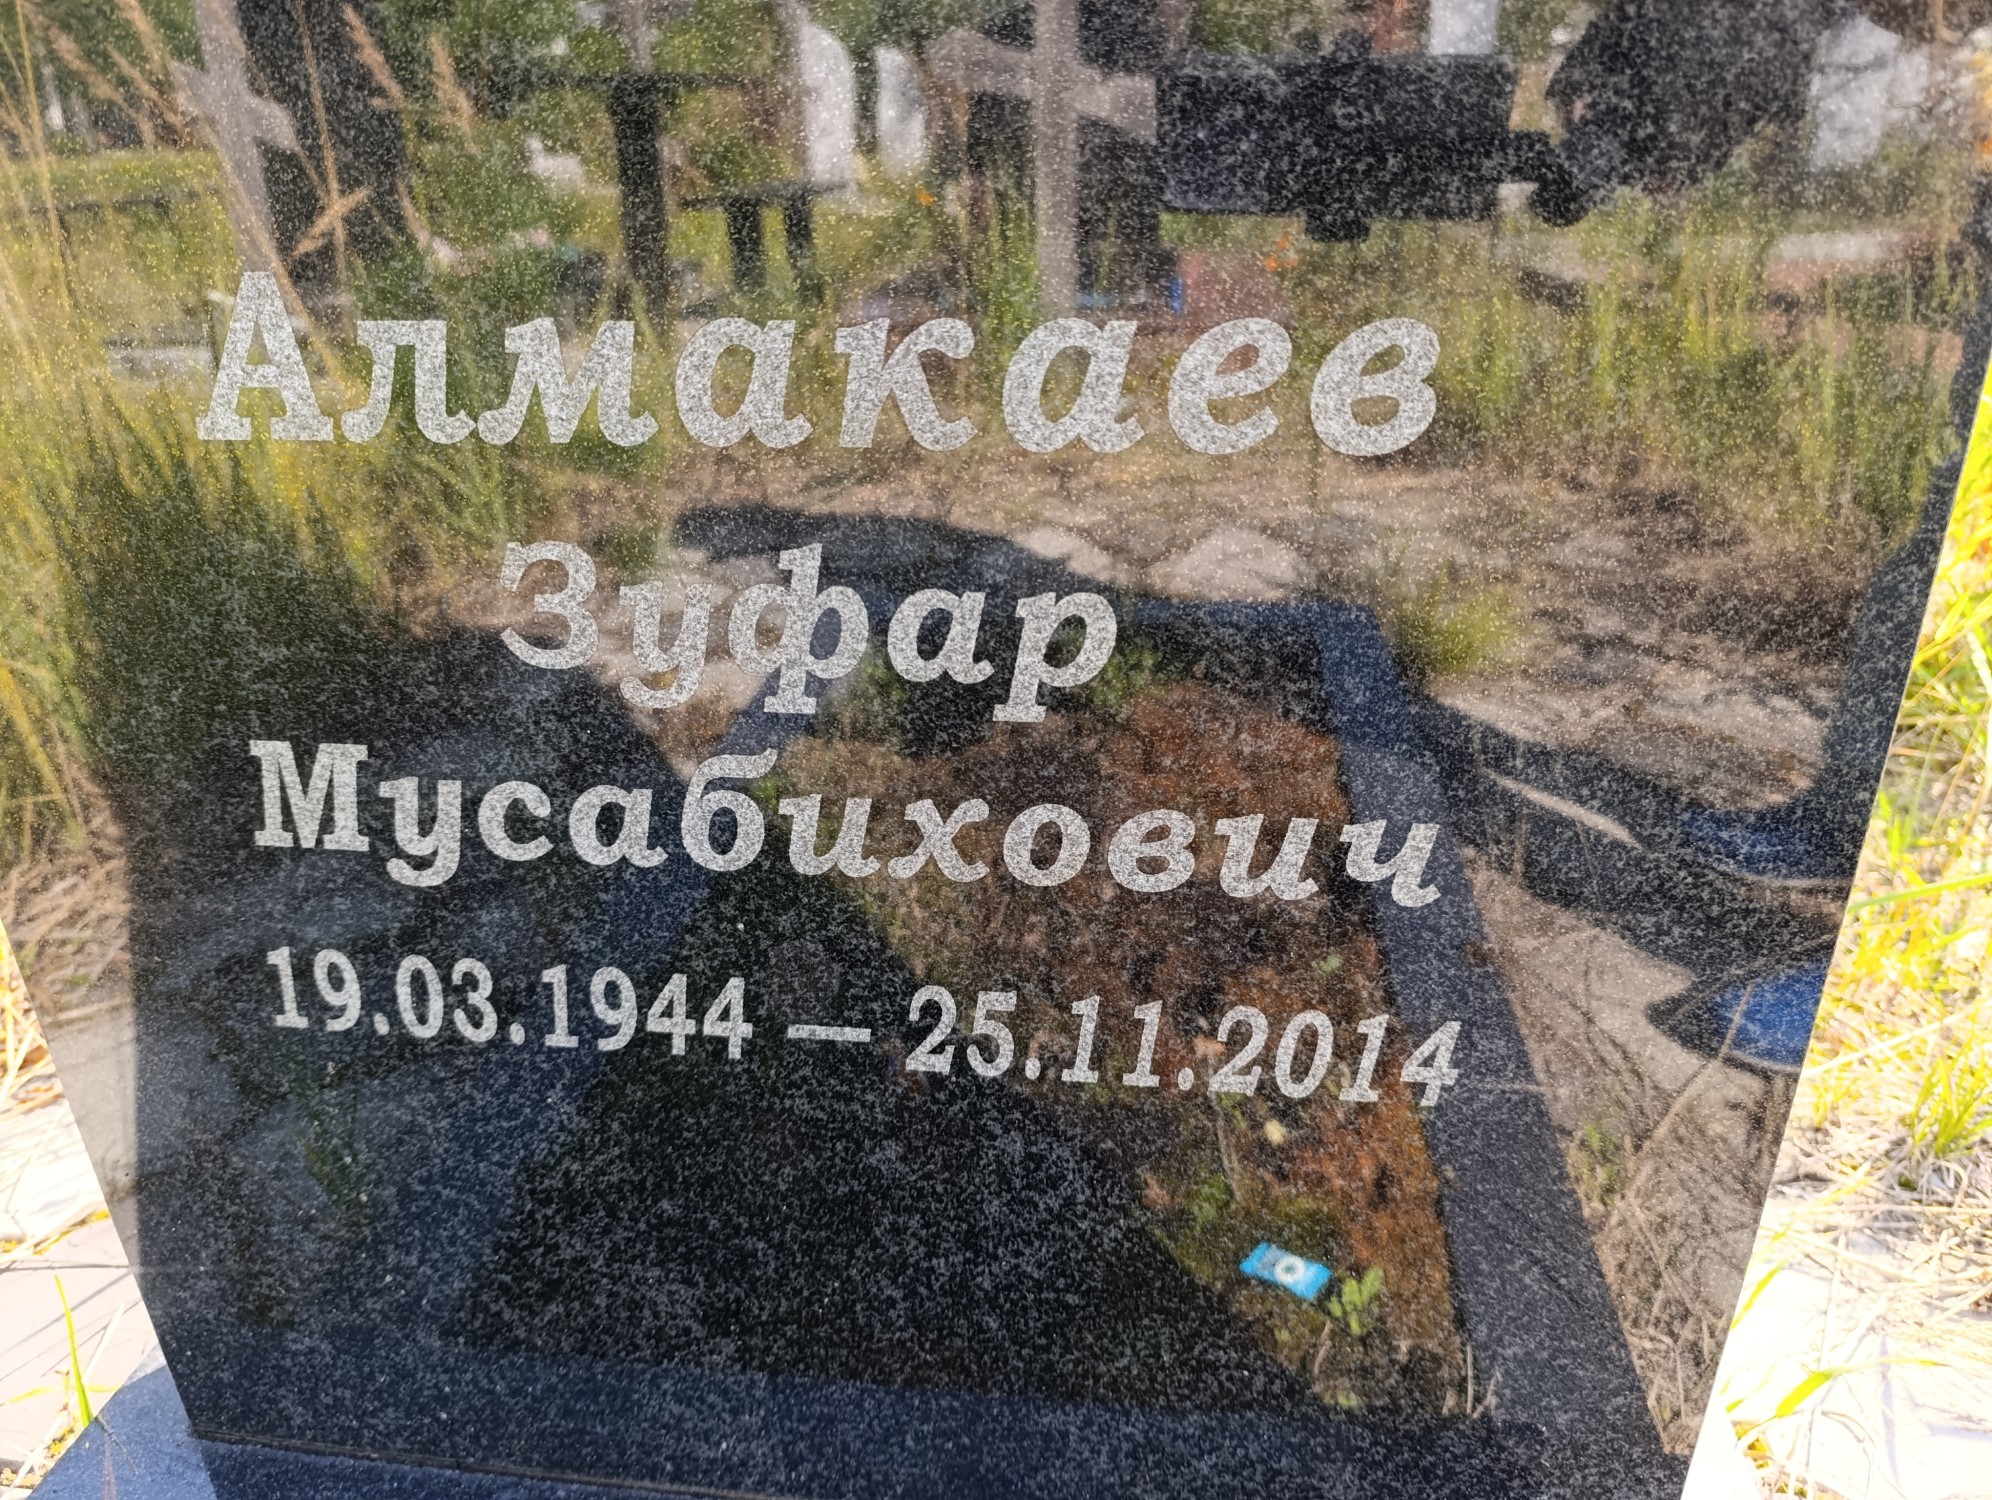 Алмакаев
Зуфар
Мусабихович
19.03.1944 — 25.11.2014